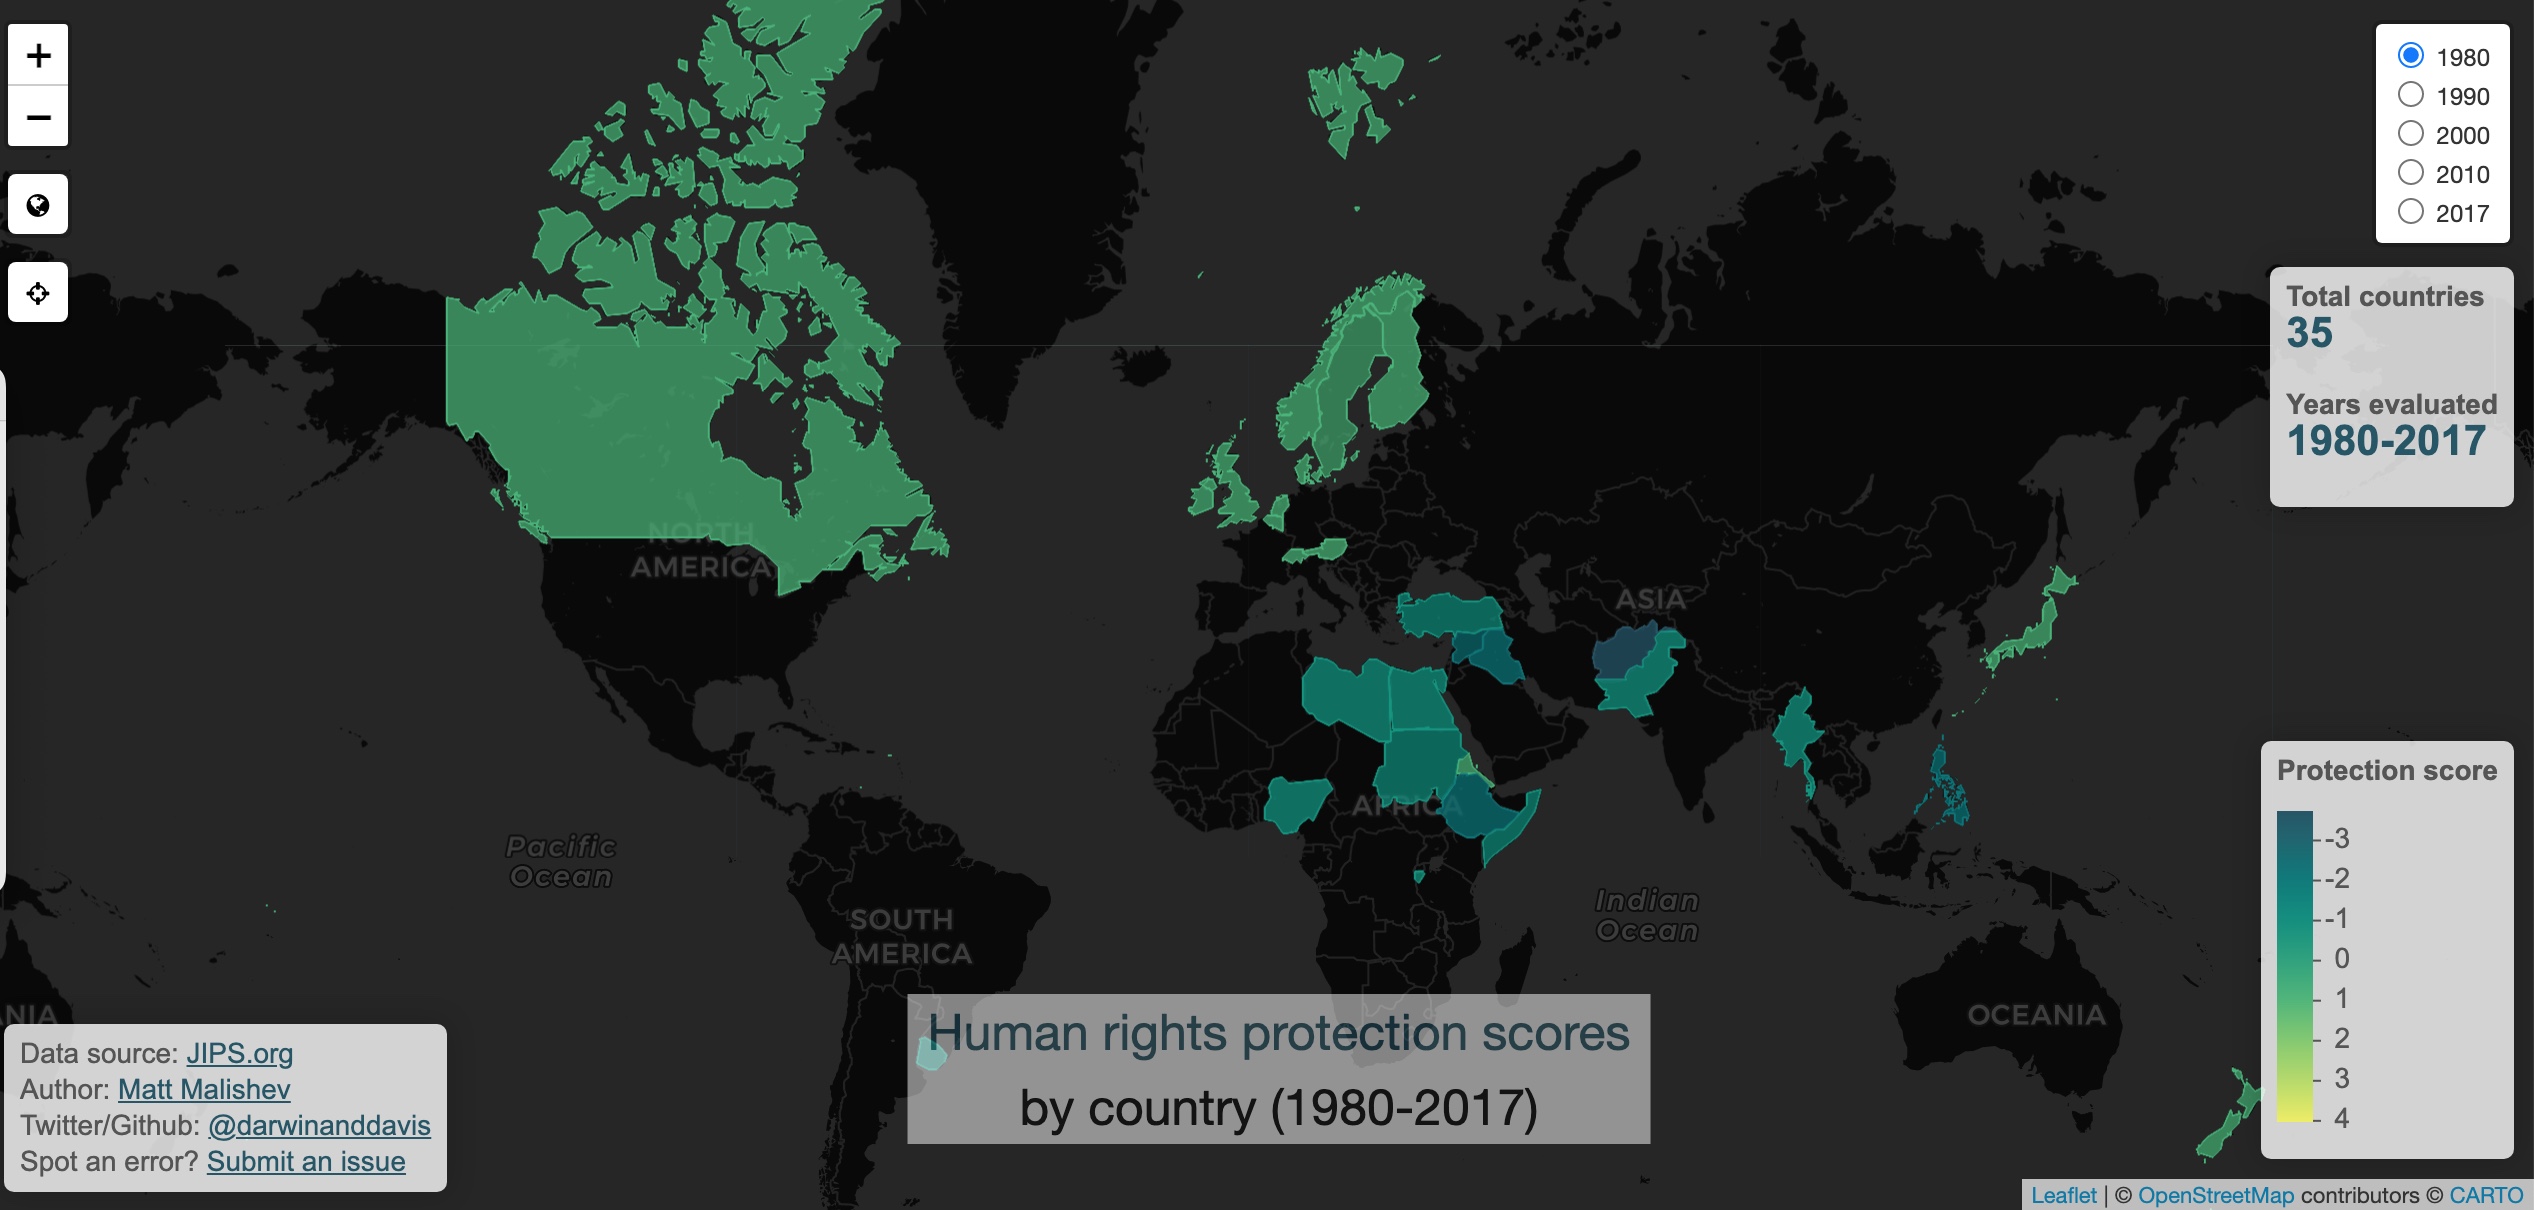 +
−
1980
1990
2000
2010
2017
Total countries
35
Years evaluated
1980-2017
NORTH
AMERICA
ASIA
AFRICA
Pacific
Ocean
SOUTH
AMERICA
Indian
Ocean
OCEANIA
NIA
Protection score
-3
-2
-1
0
1
2
3
4
Human rights protection scores
by country (1980-2017)
Data source: JIPS.org
Author: Matt Malishev
Twitter/Github: @darwinanddavis
Spot an error? Submit an issue
Leaflet | © OpenStreetMap contributors © CARTO